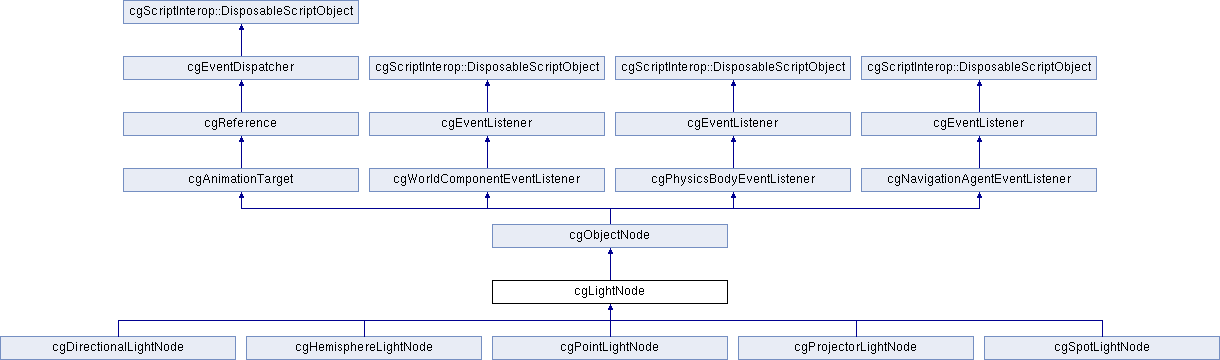 cgScriptInterop::DisposableScriptObject
cgEventDispatcher
cgScriptInterop::DisposableScriptObject
cgScriptInterop::DisposableScriptObject
cgScriptInterop::DisposableScriptObject
cgReference
cgEventListener
cgEventListener
cgEventListener
cgAnimationTarget
cgWorldComponentEventListener
cgPhysicsBodyEventListener
cgNavigationAgentEventListener
cgObjectNode
cgLightNode
cgDirectionalLightNode
cgHemisphereLightNode
cgPointLightNode
cgProjectorLightNode
cgSpotLightNode